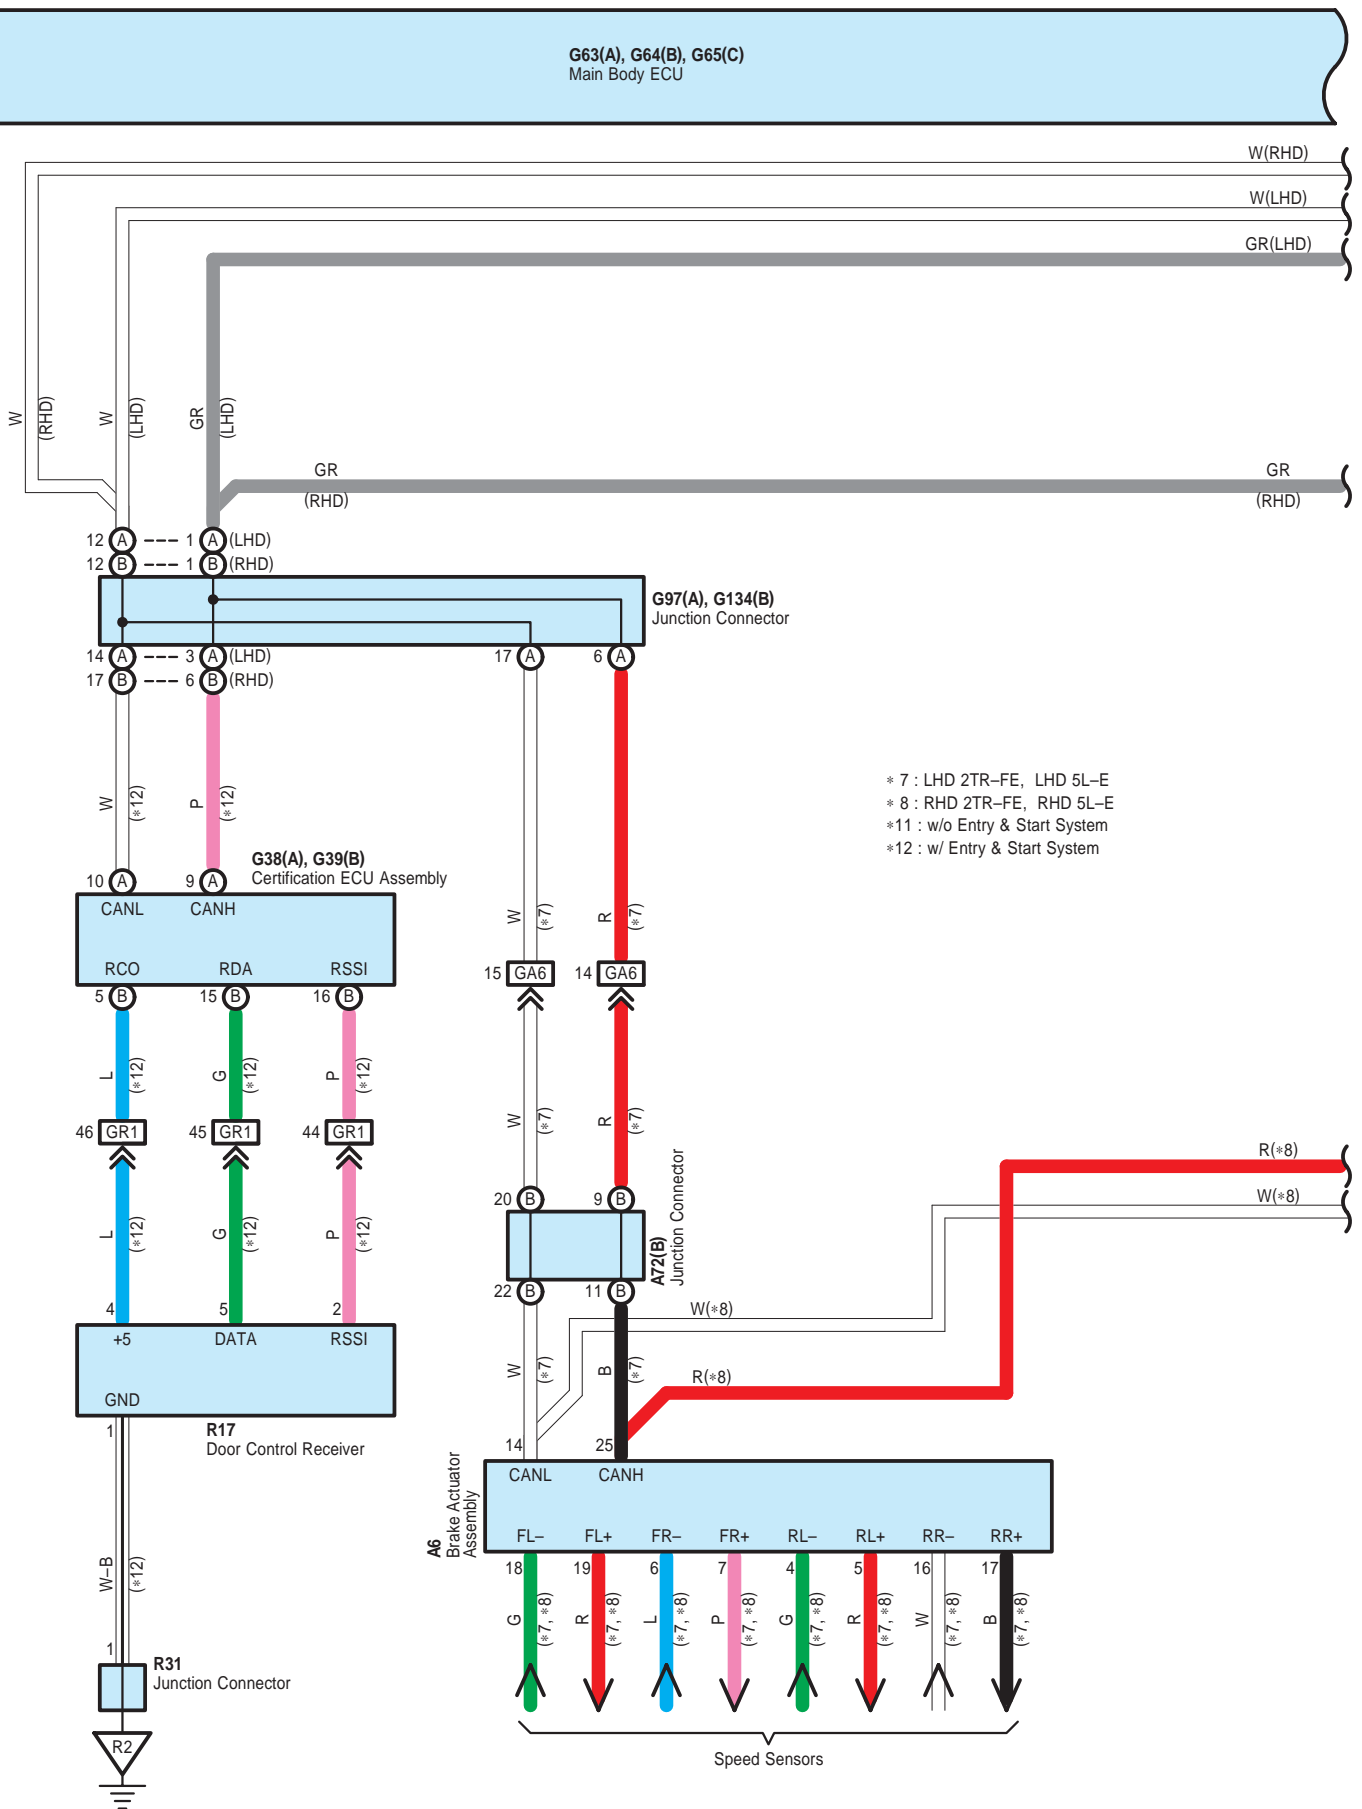 G63(A), G64(B), G65(C)
Main Body ECU
W(RHD)
W(LHD)
GR(LHD)
W
(RHD)
W
(LHD)
GR
(LHD)
GR
(RHD)
GR
(RHD)
12 A 1 A (LHD)
12 B 1 B (RHD)
G97(A), G134(B)
Junction Connector
14 A 3 A (LHD)
17 B 6 B (RHD)
17 A
6 A
W
(*12)
P
(*12)
* 7 : LHD 2TR–FE, LHD 5L–E
* 8 : RHD 2TR–FE, RHD 5L–E
*11 : w/o Entry & Start System
*12 : w/ Entry & Start System
G38(A), G39(B)
Certification ECU Assembly
10 A
9 A
CANL
CANH
RCO
RDA
RSSI
5 B
15 B
16 B
W
(*7)
R
(*7)
15 GA6
14 GA6
L
(*12)
G
(*12)
P
(*12)
46 GR1
45 GR1
44 GR1
W
(*7)
R
(*7)
R(*8)
W(*8)
20 B
9 B
A72(B)
Junction Connector
22 B
11 B
L
(*12)
G
(*12)
P
(*12)
4
5
2
+5
DATA
RSSI
GND
1
R17
Door Control Receiver
W(*8)
R(*8)
W
(*7)
B
(*7)
14
25
CANL
CANH
A6
Brake Actuator
Assembly
FL–
FL+
FR–
FR+
RL–
RL+
RR–
RR+
18
19
6
7
4
5
16
17
G
(*7, *8)
R
(*7, *8)
L
(*7, *8)
P
(*7, *8)
G
(*7, *8)
R
(*7, *8)
W
(*7, *8)
B
(*7, *8)
Speed Sensors
W–B
(*12)
1
R31
Junction Connector
R2